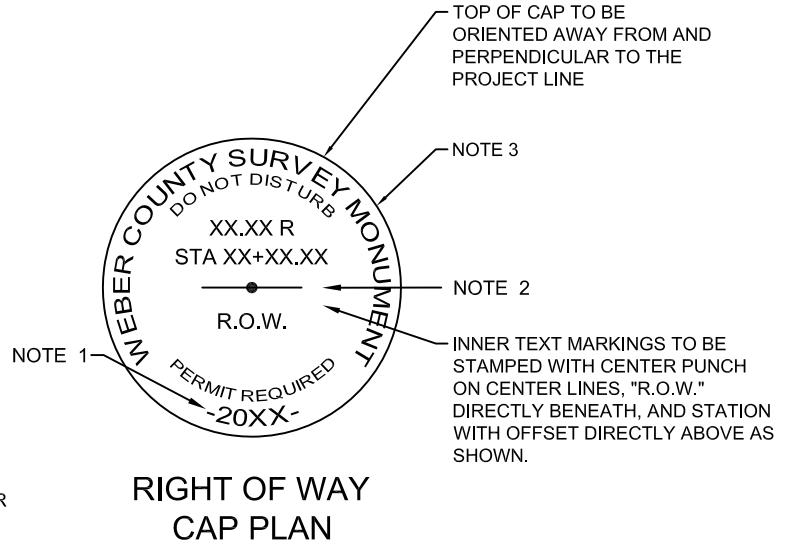 TOP OF CAP TO BE
ORIENTED AWAY FROM AND
PERPENDICULAR TO THE
PROJECT LINE
NOTE 3
WEBER COUNTY SURVEY MONUMENT
DO NOT DISTURB
XX.XX R
STA XX+XX.XX
NOTE 2
R.O.W.
INNER TEXT MARKINGS TO BE
STAMPED WITH CENTER PUNCH
ON CENTER LINES, "R.O.W."
DIRECTLY BENEATH, AND STATION
WITH OFFSET DIRECTLY ABOVE AS
SHOWN.
NOTE 1
PERMIT REQUIRED
-20XX-
RIGHT OF WAY
CAP PLAN
R